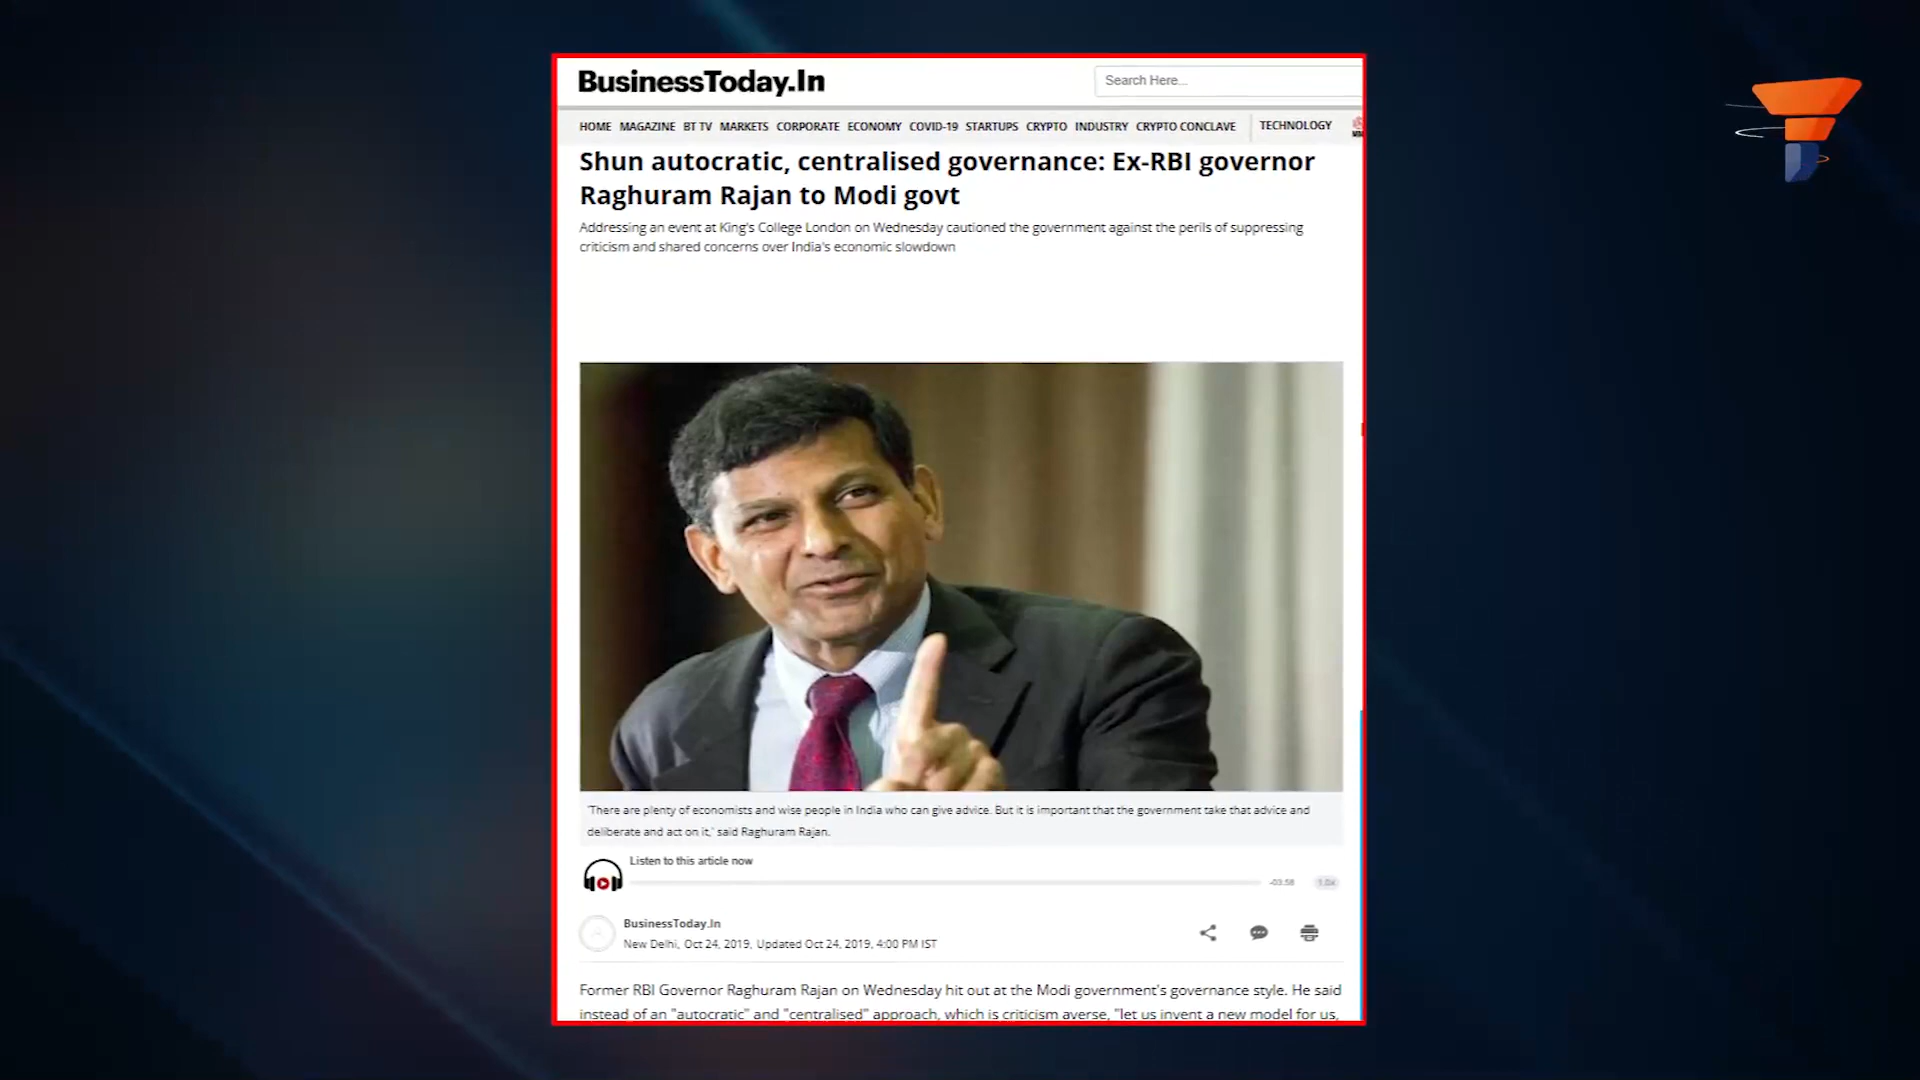 BusinessToday.In
Search Here...
HOME MAGAZINE BT TV MARKETS CORPORATE ECONOMY COVID-19 STARTUPS CRYPTO INDUSTRY CRYPTO CONCLAVE TECHNOLOGY
Shun autocratic, centralised governance: Ex-RBI governor
Raghuram Rajan to Modi govt
Addressing an event at King's College London on Wednesday cautioned the government against the perils of suppressing
criticism and shared concerns over India's economic slowdown
'There are plenty of economists and wise people in India who can give advice. But it is important that the government take that advice and
deliberate and act on it,' said Raghuram Rajan.
Listen to this article now
-03:58 1.0x
BusinessToday.In
New Delhi, Oct 24, 2019, Updated Oct 24, 2019, 4:00 PM IST
Former RBI Governor Raghuram Rajan on Wednesday hit out at the Modi government's governance style. He said
instead of an "autocratic" and "centralised" approach, which is criticism averse, "let us invent a new model for us,